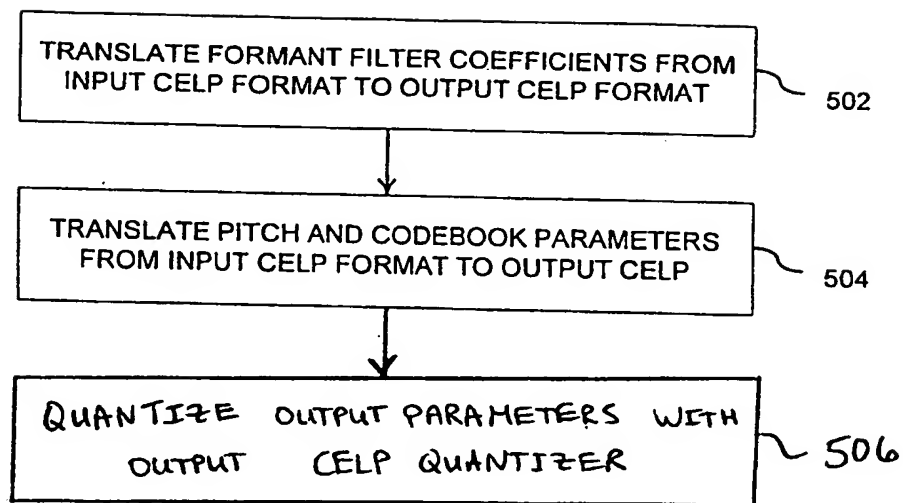 TRANSLATE FORMANT FILTER COEFFICIENTS FROM
INPUT CELP FORMAT TO OUTPUT CELP FORMAT
502
TRANSLATE PITCH AND CODEBOOK PARAMETERS
FROM INPUT CELP FORMAT TO OUTPUT CELP
504
QUANTIZE OUTPUT PARAMETERS WITH
OUTPUT CELP QUANTIZER
506